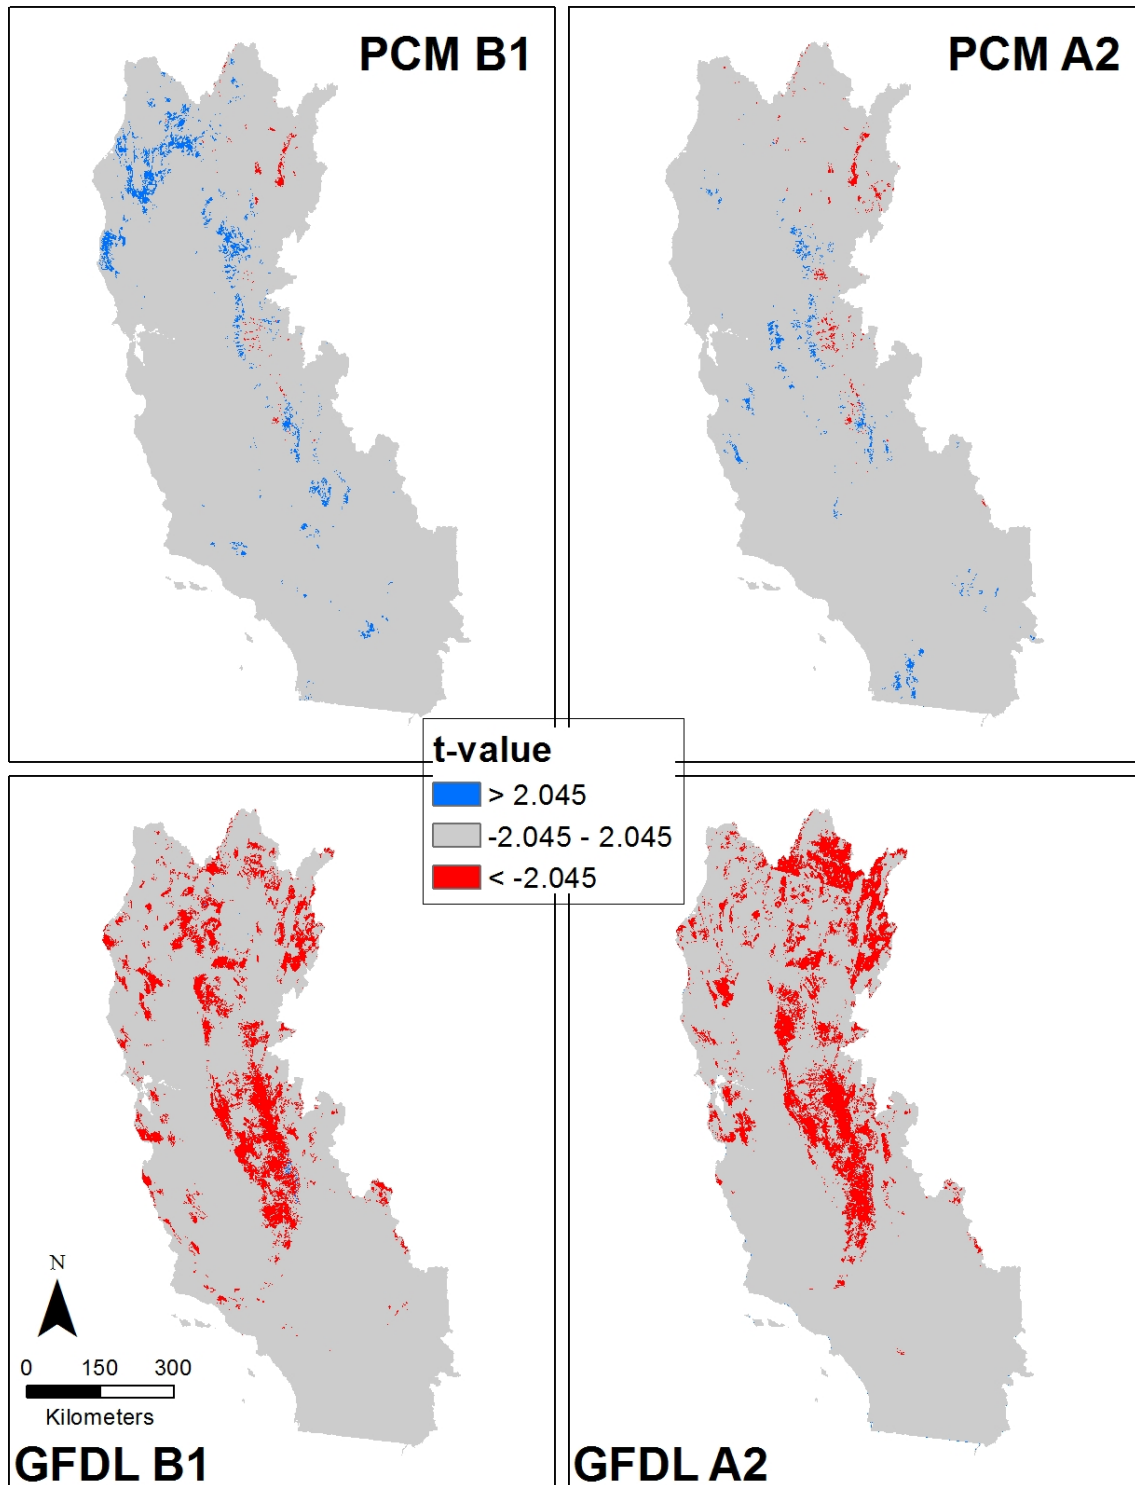 PCM B1
PCM A2
t-value
> 2.045
-2.045 - 2.045
< -2.045
N
0 150 300
Kilometers
GFDL B1
GFDL A2